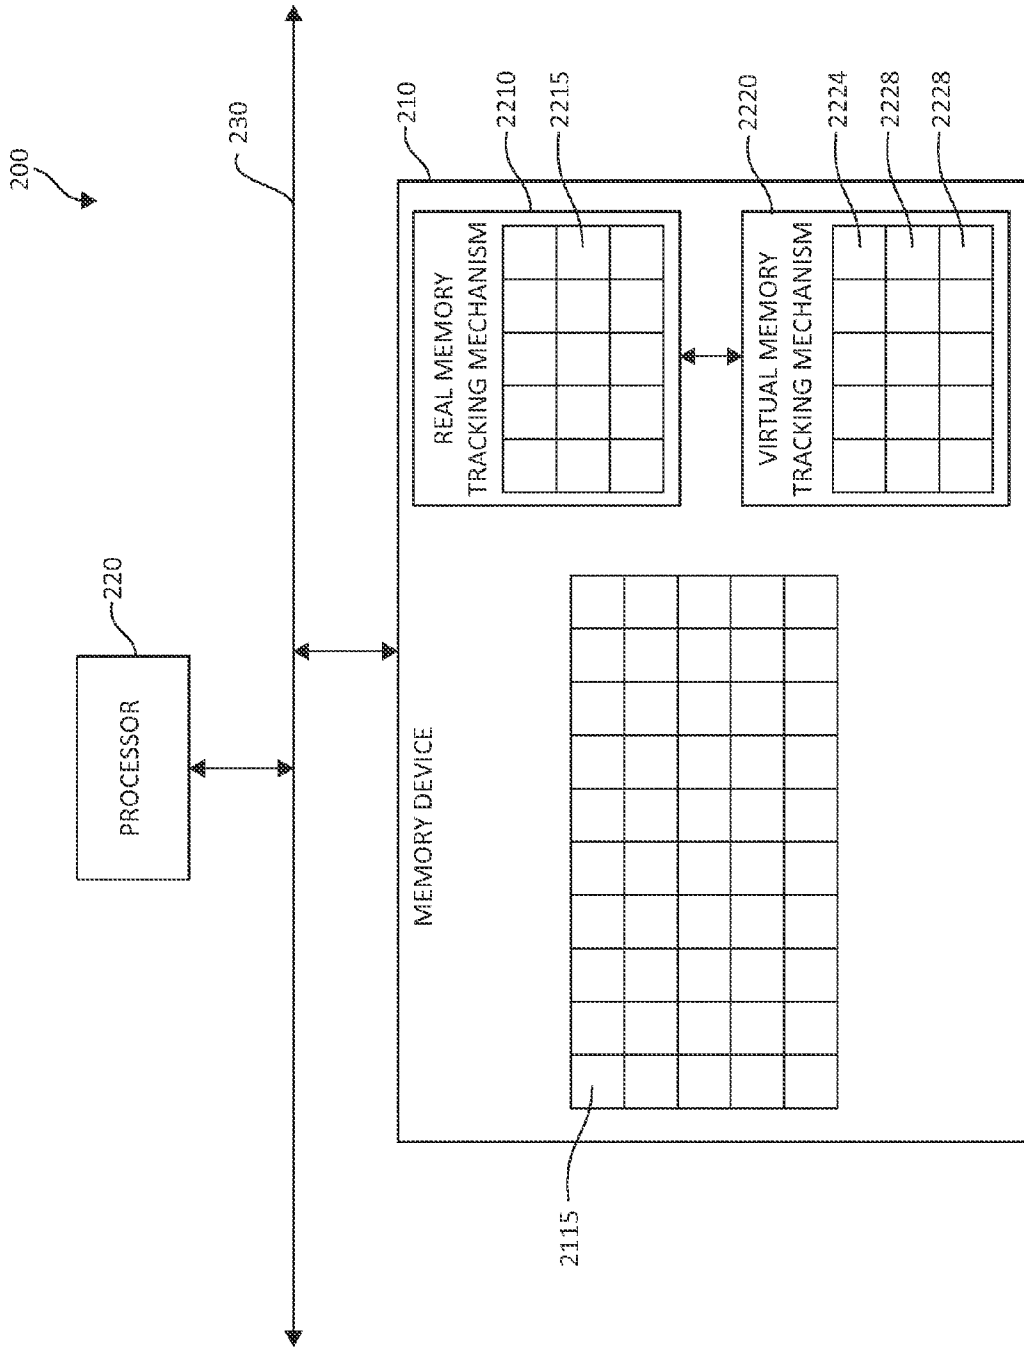 200
230
220
PROCESSOR
210
MEMORY DEVICE
2115
REAL MEMORY
TRACKING MECHANISM
2210
2215
VIRTUAL MEMORY
TRACKING MECHANISM
2220
2224
2228
2228